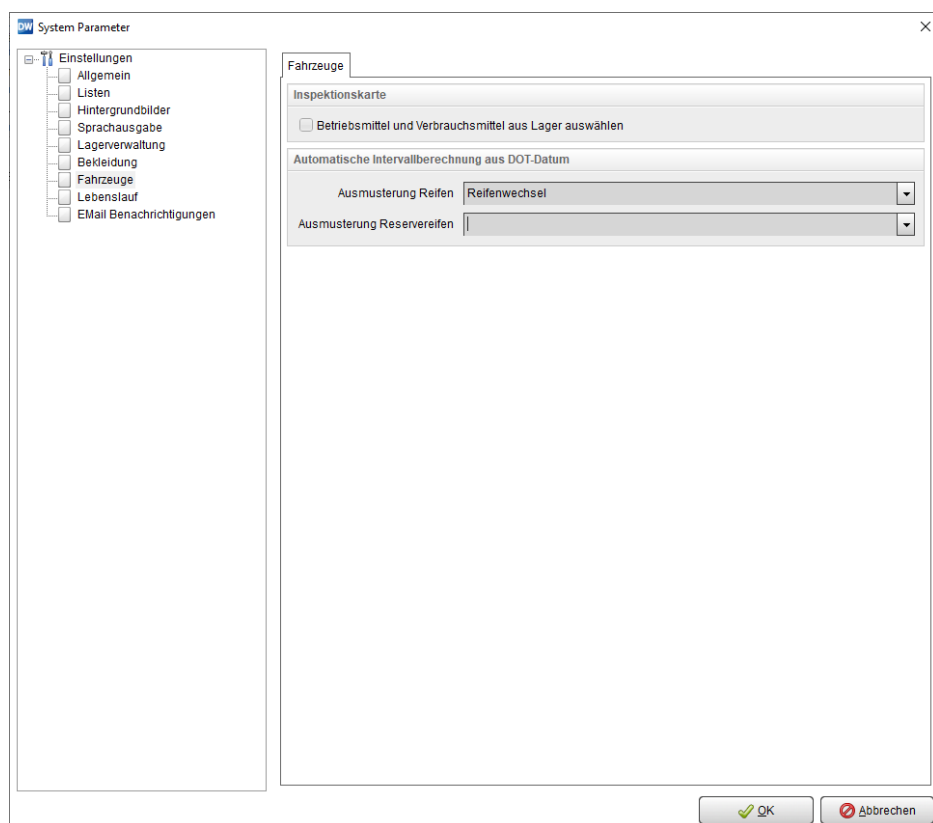 DW System Parameter
Einstellungen
Allgemein
Listen
Hintergrundbilder
Sprachausgabe
Lagerverwaltung
Bekleidung
Fahrzeuge
Lebenslauf
EMail Benachrichtigungen
Fahrzeuge
Inspektionskarte
Betriebsmittel und Verbrauchsmittel aus Lager auswählen
Automatische Intervallberechnung aus DOT-Datum
Ausmusterung Reifen Reifenwechsel
Ausmusterung Reservereifen
OK Abbrechen